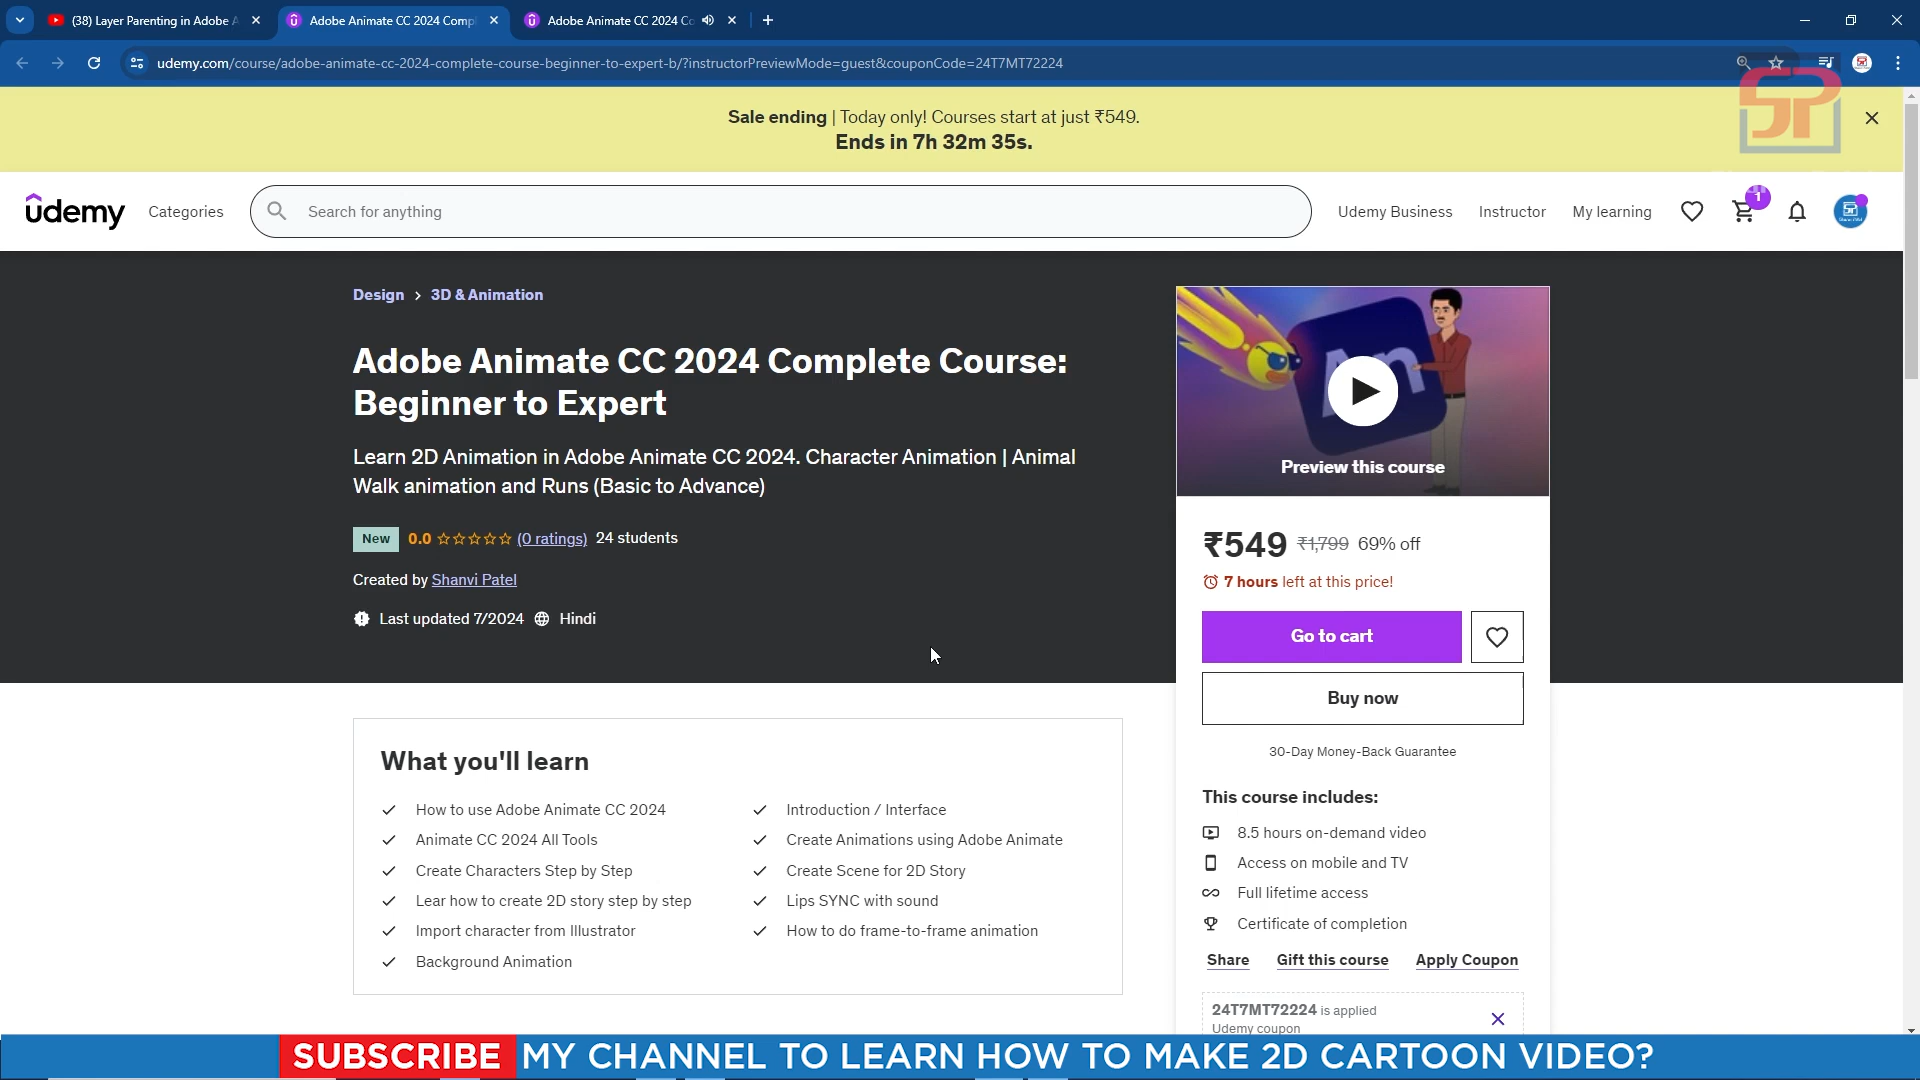 (38) Layer Parenting in Adobe A
Adobe Animate CC 2024 Comp
Adobe Animate CC 2024 Co
udemy.com/course/adobe-animate-cc-2024-complete-course-beginner-to-expert-b/?instructorPreviewMode=guest&couponCode=24T7MT72224
Sale ending | Today only! Courses start at just ₹549.
Ends in 7h 32m 35s.
SP
udemy
Categories
Search for anything
Udemy Business
Instructor
My learning
1
Design > 3D & Animation
Adobe Animate CC 2024 Complete Course:
Beginner to Expert
Learn 2D Animation in Adobe Animate CC 2024. Character Animation | Animal
Walk animation and Runs (Basic to Advance)
New 0.0 (0 ratings) 24 students
Created by Shanvi Patel
Last updated 7/2024 Hindi
An
Preview this course
₹549 ₹1,799 69% off
7 hours left at this price!
Go to cart
Buy now
30-Day Money-Back Guarantee
This course includes:
8.5 hours on-demand video
Access on mobile and TV
Full lifetime access
Certificate of completion
Share Gift this course Apply Coupon
24T7MT72224 is applied
Udemy coupon
What you'll learn
How to use Adobe Animate CC 2024
Animate CC 2024 All Tools
Create Characters Step by Step
Lear how to create 2D story step by step
Import character from Illustrator
Background Animation
Introduction / Interface
Create Animations using Adobe Animate
Create Scene for 2D Story
Lips SYNC with sound
How to do frame-to-frame animation
SUBSCRIBE MY CHANNEL TO LEARN HOW TO MAKE 2D CARTOON VIDEO?